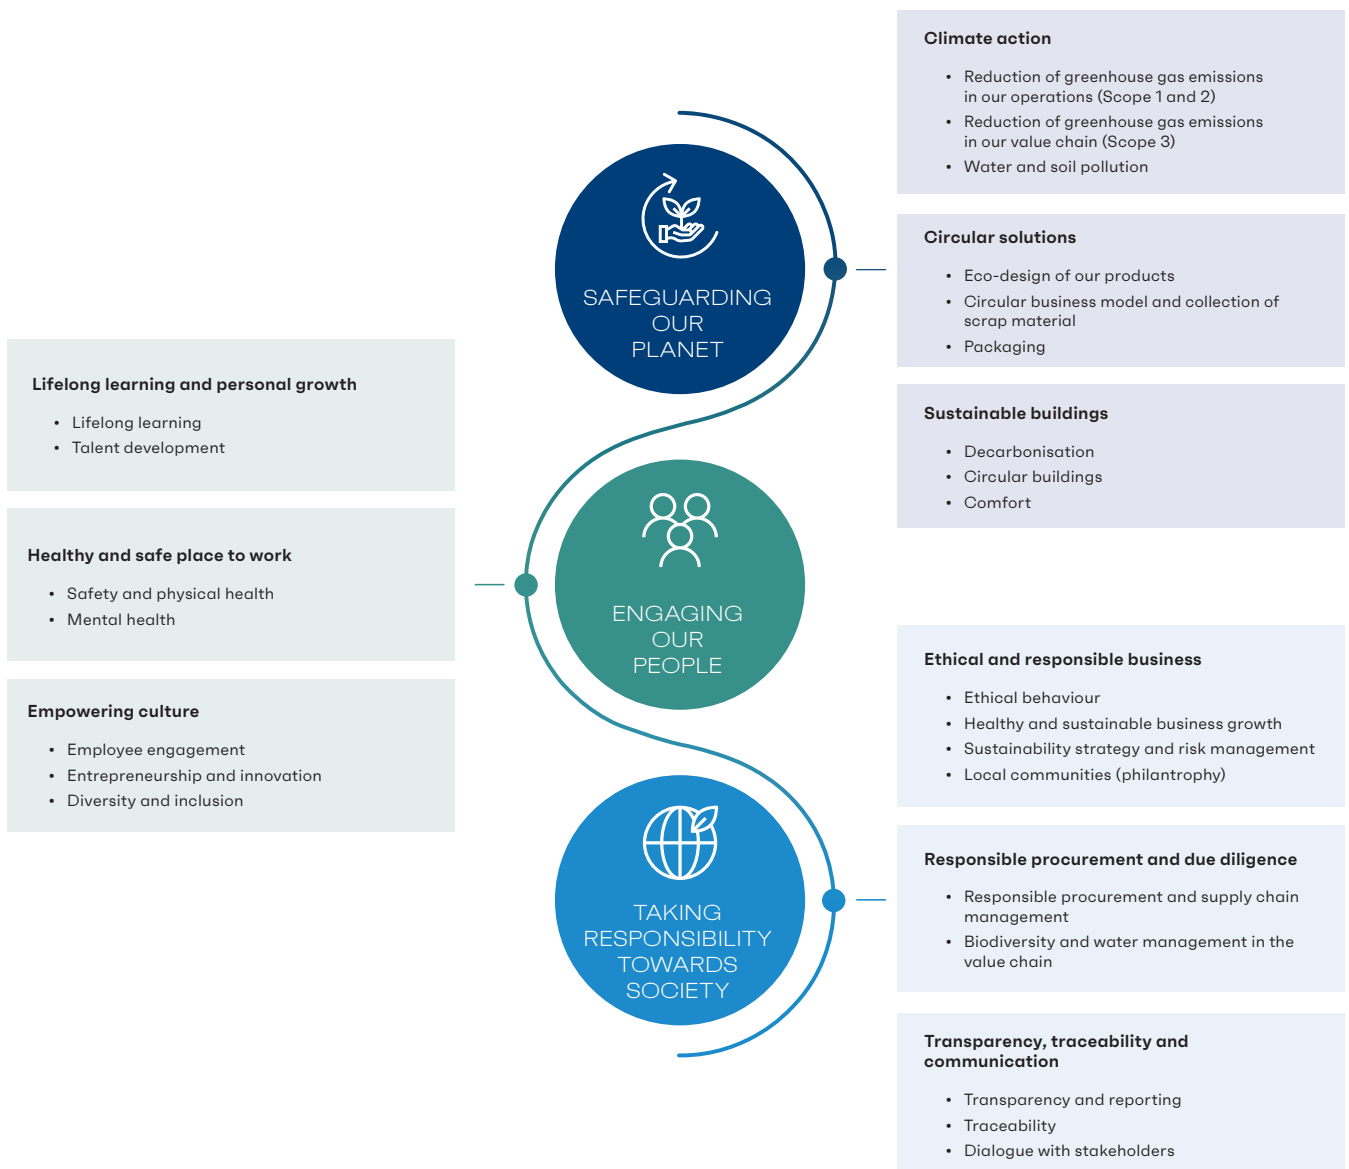 SAFEGUARDING
OUR
PLANET
Climate action
• Reduction of greenhouse gas emissions
in our operations (Scope 1 and 2)
• Reduction of greenhouse gas emissions
in our value chain (Scope 3)
• Water and soil pollution
Circular solutions
• Eco-design of our products
• Circular business model and collection of
scrap material
• Packaging
Sustainable buildings
• Decarbonisation
• Circular buildings
• Comfort
ENGAGING
OUR
PEOPLE
Lifelong learning and personal growth
• Lifelong learning
• Talent development
Healthy and safe place to work
• Safety and physical health
• Mental health
Empowering culture
• Employee engagement
• Entrepreneurship and innovation
• Diversity and inclusion
TAKING
RESPONSIBILITY
TOWARDS
SOCIETY
Ethical and responsible business
• Ethical behaviour
• Healthy and sustainable business growth
• Sustainability strategy and risk management
• Local communities (philantrophy)
Responsible procurement and due diligence
• Responsible procurement and supply chain
management
• Biodiversity and water management in the
value chain
Transparency, traceability and
communication
• Transparency and reporting
• Traceability
• Dialogue with stakeholders